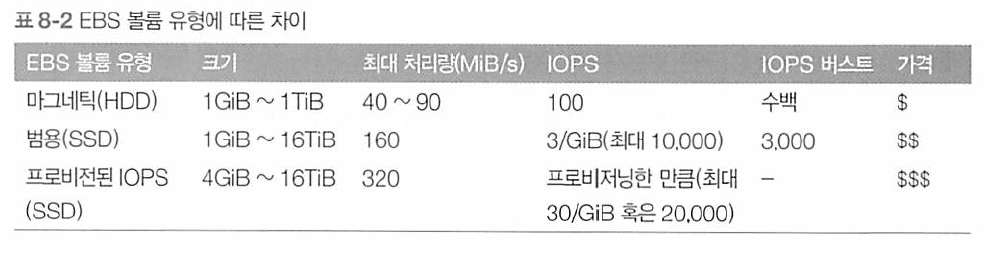 표 8-2 EBS 볼륨 유형에 따른 차이
EBS 볼륨 유형 크기 최대 처리량(MiB/s) IOPS IOPS 버스트 가격
마그네틱(HDD) 1GiB ~ 1TiB 40 ~ 90 100 수백 $
범용(SSD) 1GiB ~ 16TiB 160 3/GiB(최대 10,000) 3,000 $$
프로비전된 IOPS 4GiB ~ 16TiB 320 프로비저닝한 만큼(최대 – $$$
(SSD) 30/GiB 혹은 20,000)